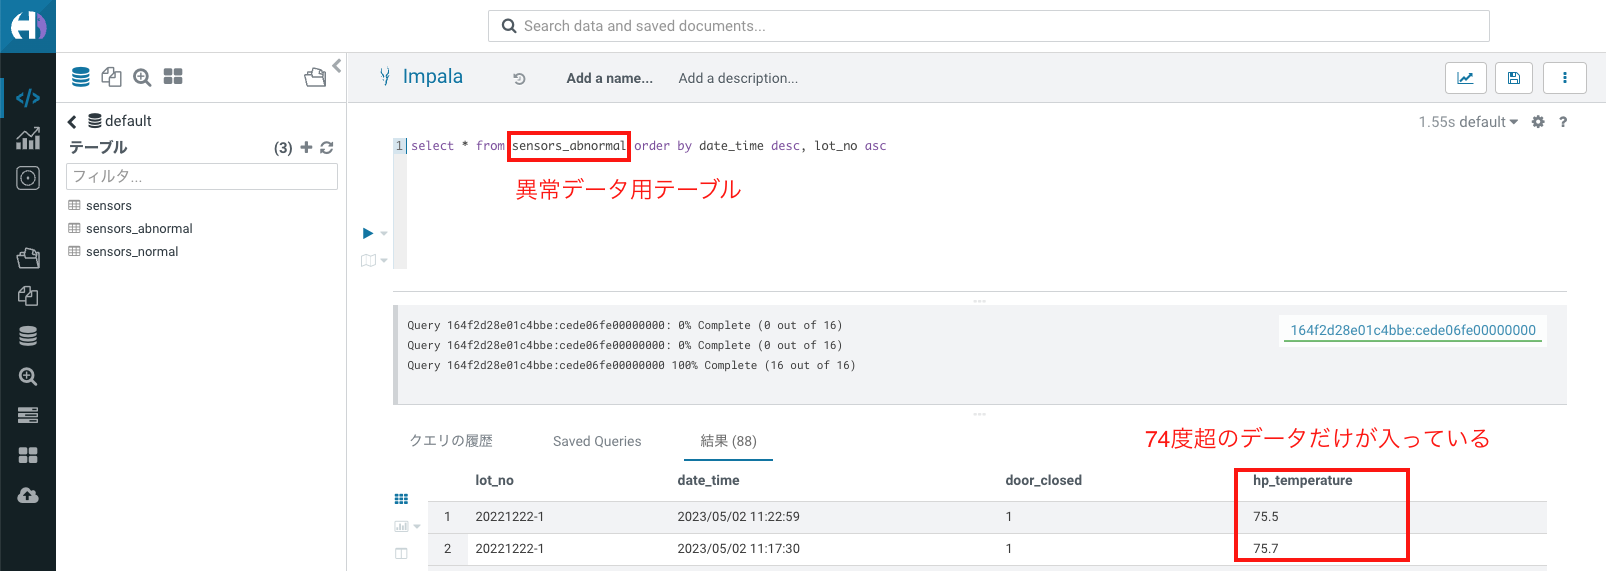 Search data and saved documents...
Impala
Add a name...
Add a description...
default
テーブル
(3)
フィルタ...
sensors
sensors_abnormal
sensors_normal
1.55s default
?
1 select * from sensors_abnormal order by date_time desc, lot_no asc
異常データ用テーブル
Query 164f2d28e01c4bbe:cede06fe00000000: 0% Complete (0 out of 16)
Query 164f2d28e01c4bbe:cede06fe00000000: 0% Complete (0 out of 16)
Query 164f2d28e01c4bbe:cede06fe00000000 100% Complete (16 out of 16)
164f2d28e01c4bbe:cede06fe00000000
クエリの履歴
Saved Queries
結果 (88)
74度超のデータだけが入っている
lot_no date_time door_closed hp_temperature
1 20221222-1 2023/05/02 11:22:59 1 75.5
2 20221222-1 2023/05/02 11:17:30 1 75.7